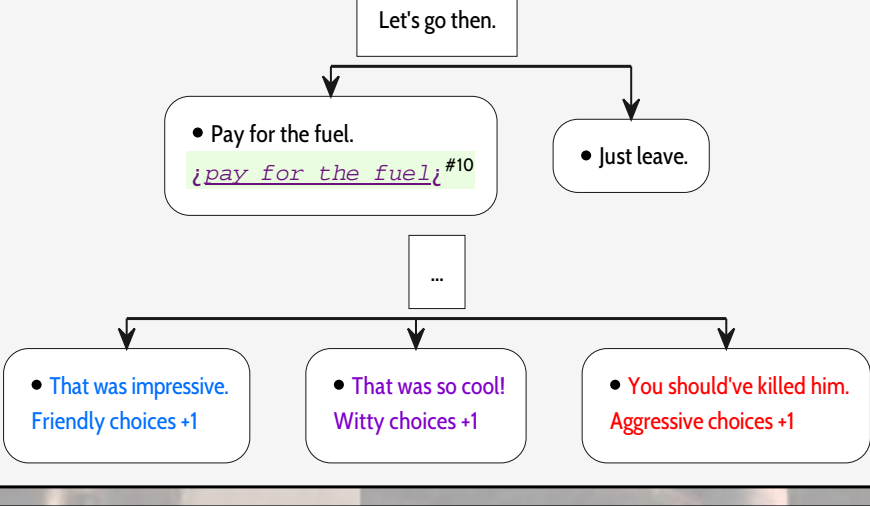 Let's go then.
• Pay for the fuel.
¿pay for the fuel¿#10
• Just leave.
...
• That was impressive.
Friendly choices +1
• That was so cool!
Witty choices +1
• You should've killed him.
Aggressive choices +1